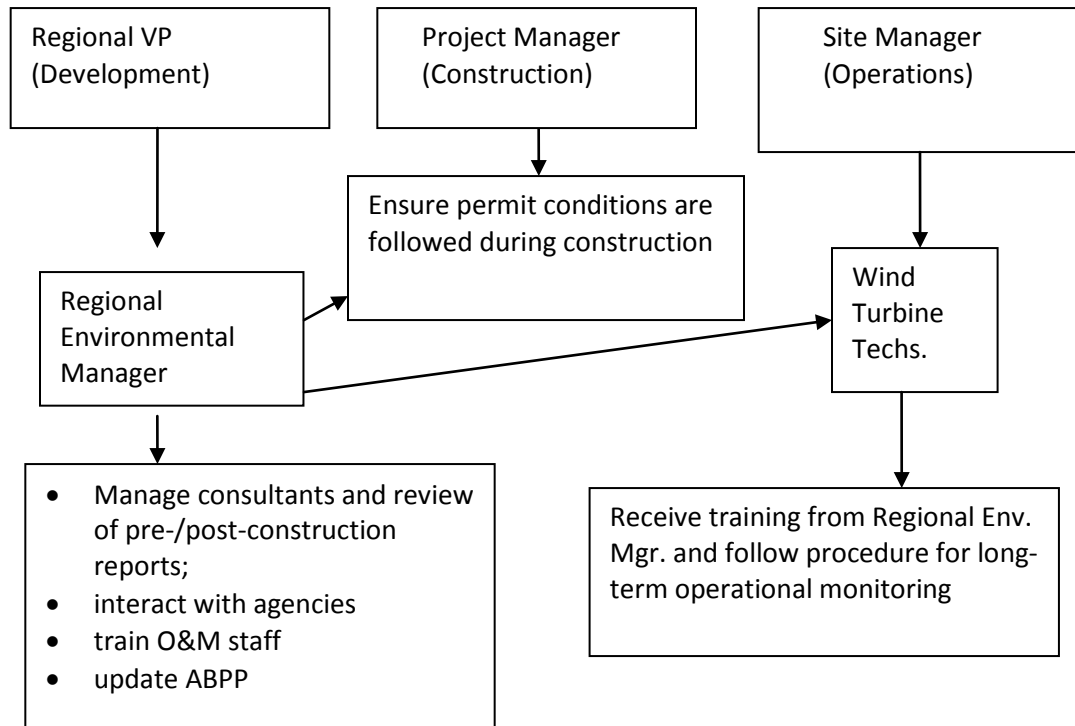 Regional VP
(Development)
Project Manager
(Construction)
Site Manager
(Operations)
Ensure permit conditions are
followed during construction
Regional
Environmental
Manager
Wind
Turbine
Techs.
• Manage consultants and review
of pre-/post-construction
reports;
• interact with agencies
• train O&M staff
• update ABPP
Receive training from Regional Env.
Mgr. and follow procedure for long-
term operational monitoring